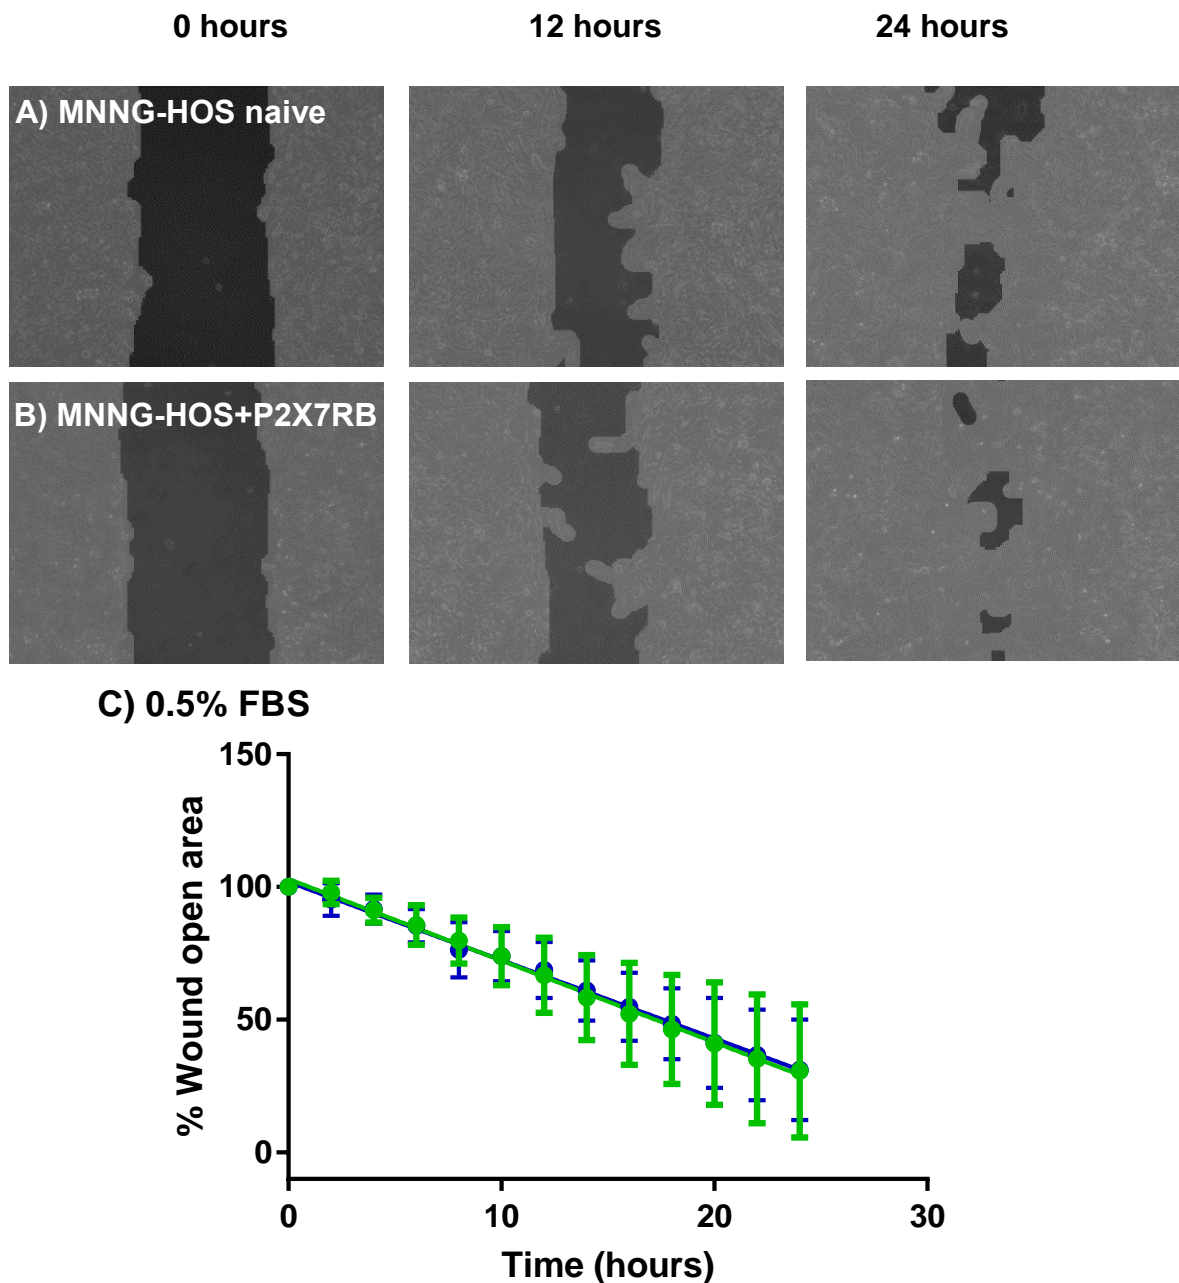 0 hours 12 hours 24 hours
A) MNNG-HOS naive
B) MNNG-HOS+P2X7RB
C) 0.5% FBS
150
100
50
0
% Wound open area
0 10 20 30
Time (hours)